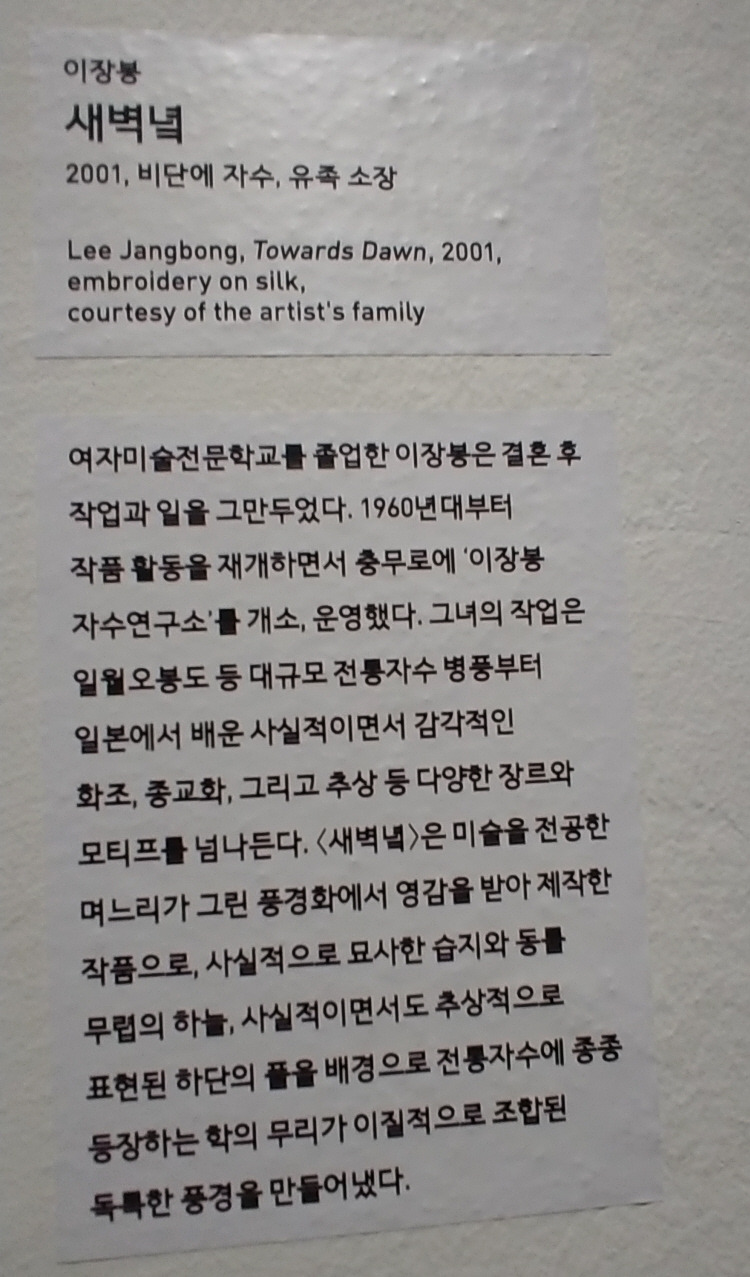 이장봉
새벽녘
2001, 비단에 자수, 유족 소장
Lee Jangbong, Towards Dawn, 2001,
embroidery on silk,
courtesy of the artist's family
여자미술전문학교를 졸업한 이장봉은 결혼 후
작업과 일을 그만두었다. 1960년대부터
작품 활동을 재개하면서 충무로에 '이장봉
자수연구소'를 개소, 운영했다. 그녀의 작업은
일월오봉도 등 대규모 전통자수 병풍부터
일본에서 배운 사실적이면서 감각적인
화조, 종교화, 그리고 추상 등 다양한 장르와
모티프를 넘나든다. 〈새벽녘〉은 미술을 전공한
며느리가 그린 풍경화에서 영감을 받아 제작한
작품으로, 사실적으로 묘사한 습지와 동틀
무렵의 하늘, 사실적이면서도 추상적으로
표현된 하단의 풀을 배경으로 전통자수에 종종
등장하는 학의 무리가 이질적으로 조합된
독특한 풍경을 만들어냈다.